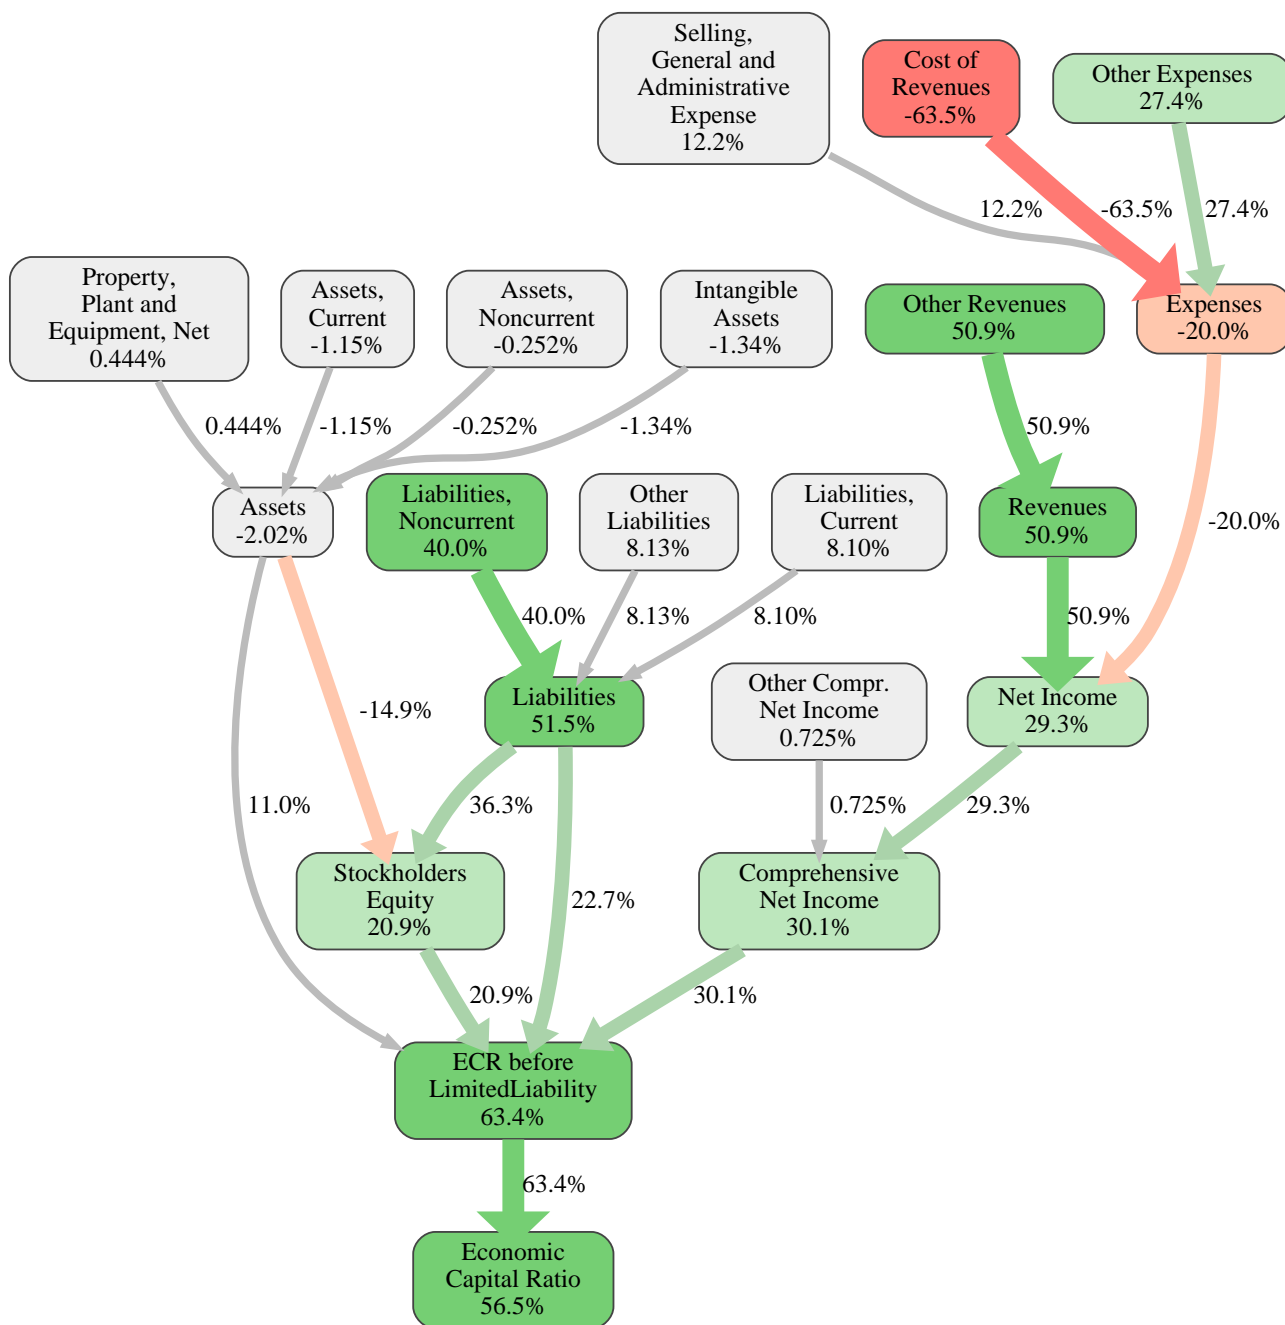 Selling,
General and
Administrative
Expense
12.2%
Cost of
Revenues
-63.5%
Other Expenses
27.4%
12.2%
-63.5%
27.4%
Property,
Plant and
Equipment, Net
0.444%
Assets,
Current
-1.15%
Assets,
Noncurrent
-0.252%
Intangible
Assets
-1.34%
Other Revenues
50.9%
Expenses
-20.0%
0.444%
-1.15%
-0.252%
-1.34%
50.9%
-20.0%
Assets
-2.02%
Liabilities,
Noncurrent
40.0%
Other
Liabilities
8.13%
Liabilities,
Current
8.10%
Revenues
50.9%
40.0%
8.13%
8.10%
50.9%
-14.9%
Liabilities
51.5%
Other Compr.
Net Income
0.725%
Net Income
29.3%
11.0%
36.3%
0.725%
29.3%
22.7%
Stockholders
Equity
20.9%
Comprehensive
Net Income
30.1%
20.9%
30.1%
ECR before
LimitedLiability
63.4%
63.4%
Economic
Capital Ratio
56.5%